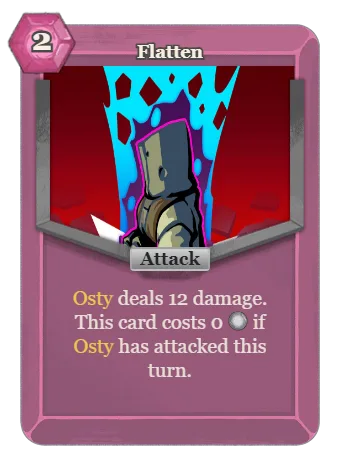 2
Flatten
Attack
Osty deals 12 damage.
This card costs 0 if
Osty has attacked this
turn.